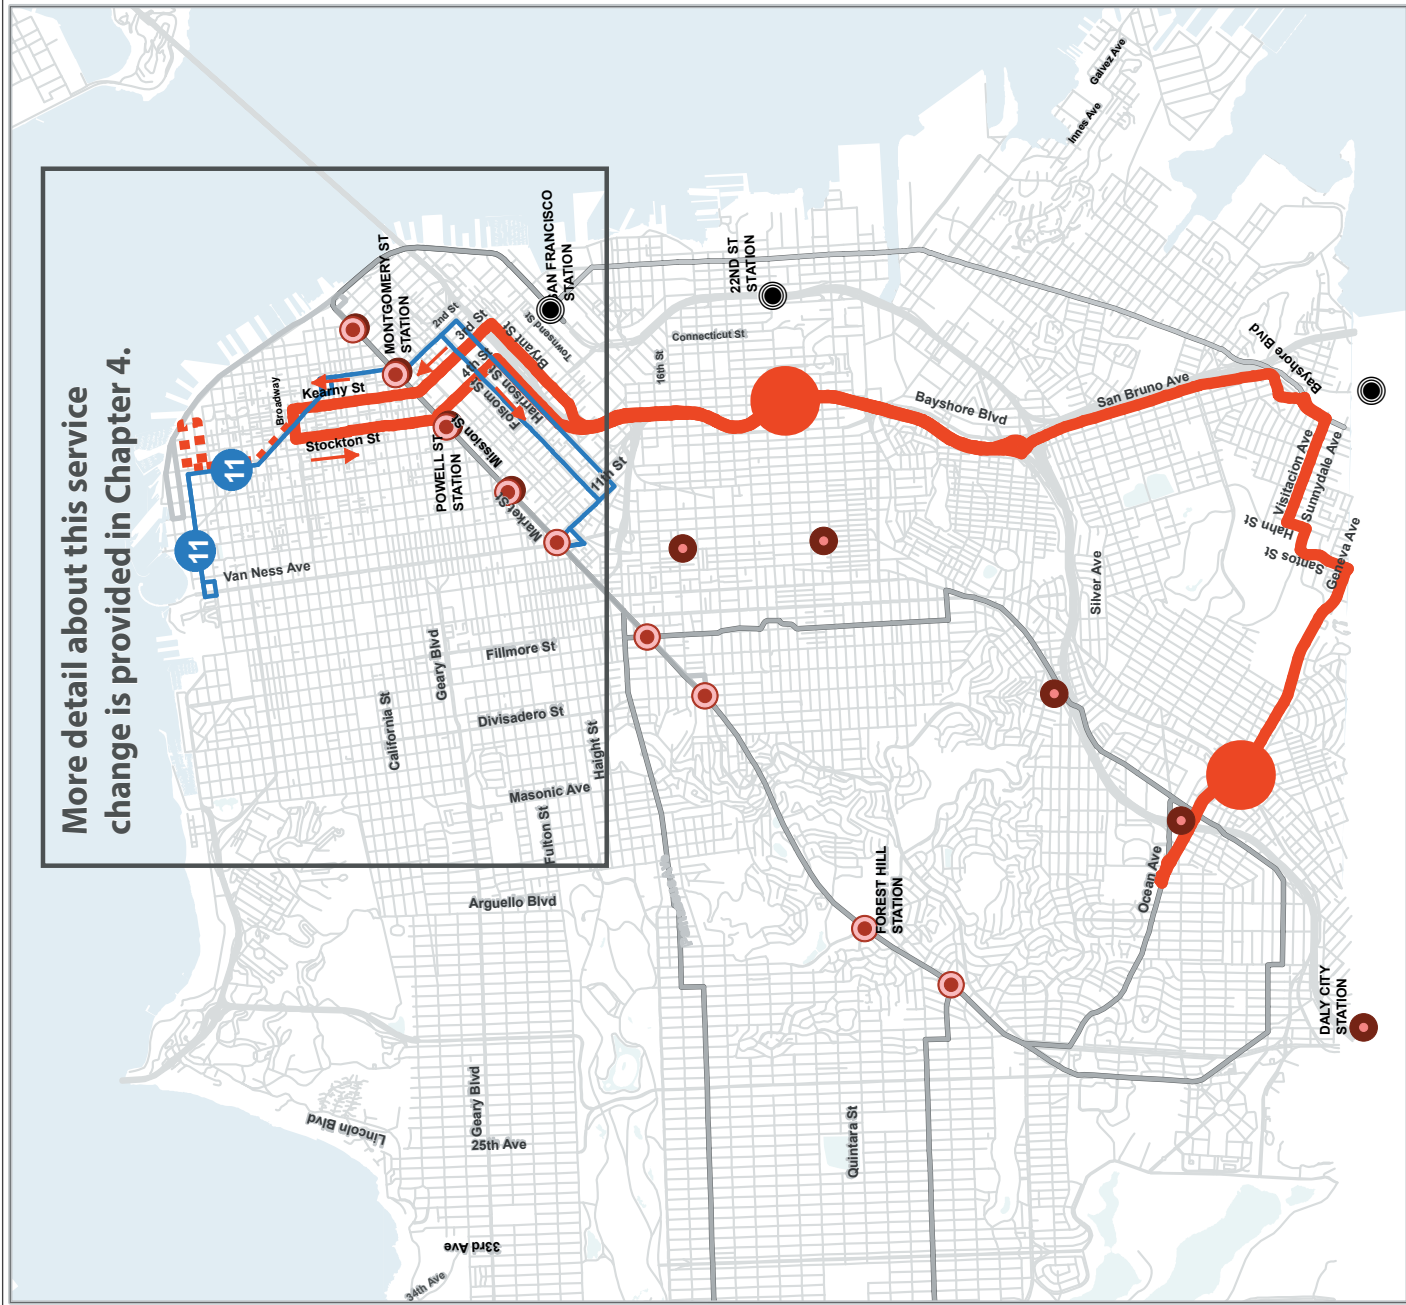 More detail about this service
change is provided in Chapter 4.
Galvez Ave
Innes Ave
MONTGOMERY ST
STATION
SAN FRANCISCO
STATION
22ND ST
STATION
2nd St
3rd St
4th St
Bryant St
Townsend St
Harrison St
Folsom St
Connecticut St
16th St
Broadway
Kearny St
Stockton St
POWELL ST
STATION
Mission St
Market St
11th St
11
11
Van Ness Ave
Bayshore Blvd
San Bruno Ave
Bayshore Blvd
Visitacion Ave
Sunnydale Ave
Hahn St
Santos St
Geneva Ave
Silver Ave
Geary Blvd
Fillmore St
California St
Divisadero St
Haight St
Masonic Ave
Fulton St
Arguello Blvd
FOREST HILL
STATION
Ocean Ave
DALY CITY
STATION
Lincoln Blvd
Geary Blvd
25th Ave
Quintara St
33rd Ave
34th Ave